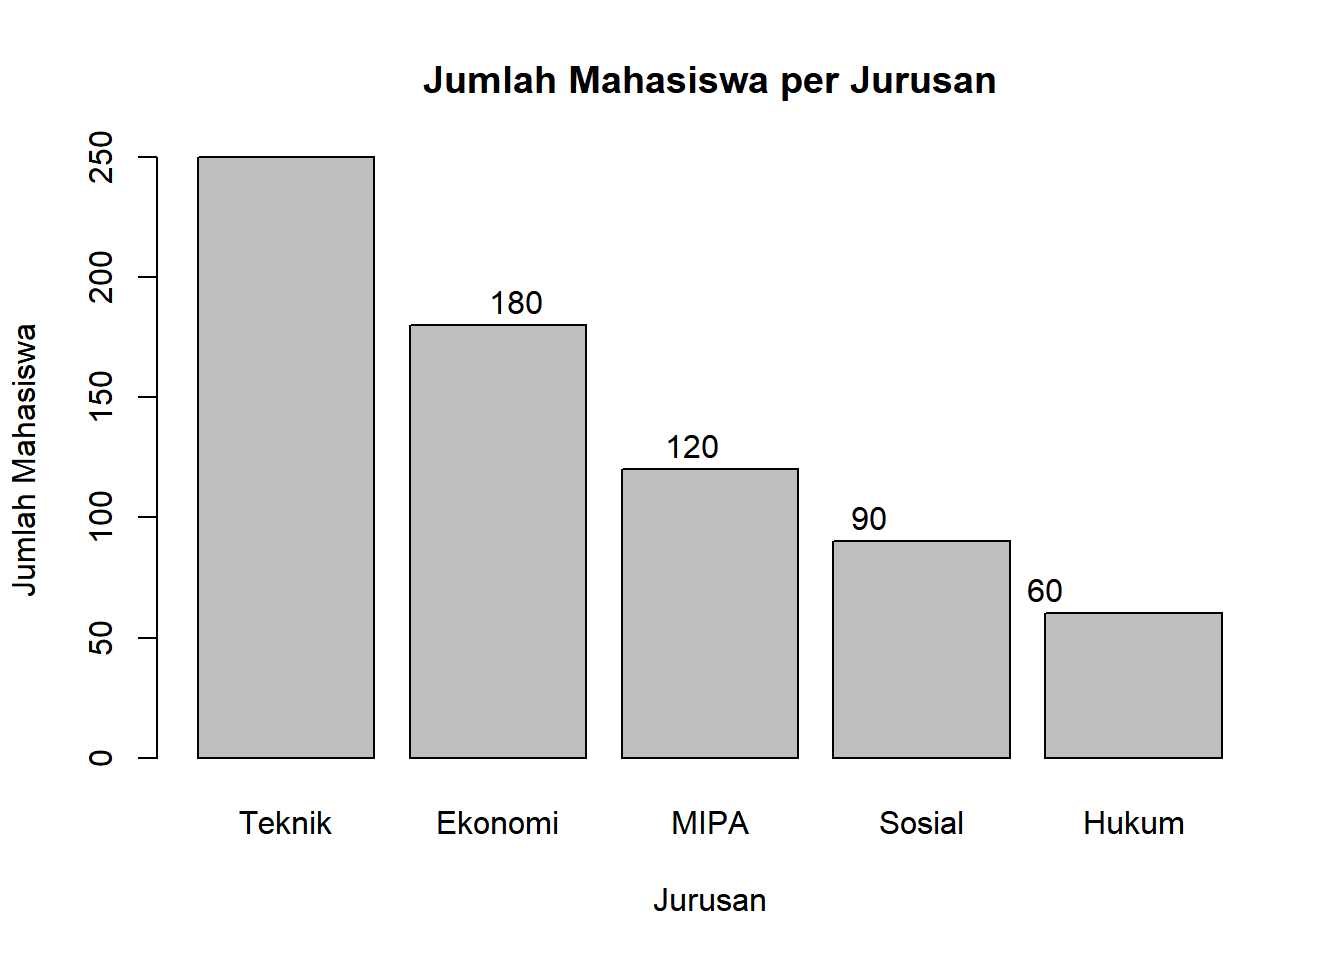 Jumlah Mahasiswa per Jurusan
Jumlah Mahasiswa
250
200
150
100
50
0
180
120
90
60
Teknik
Ekonomi
MIPA
Sosial
Hukum
Jurusan